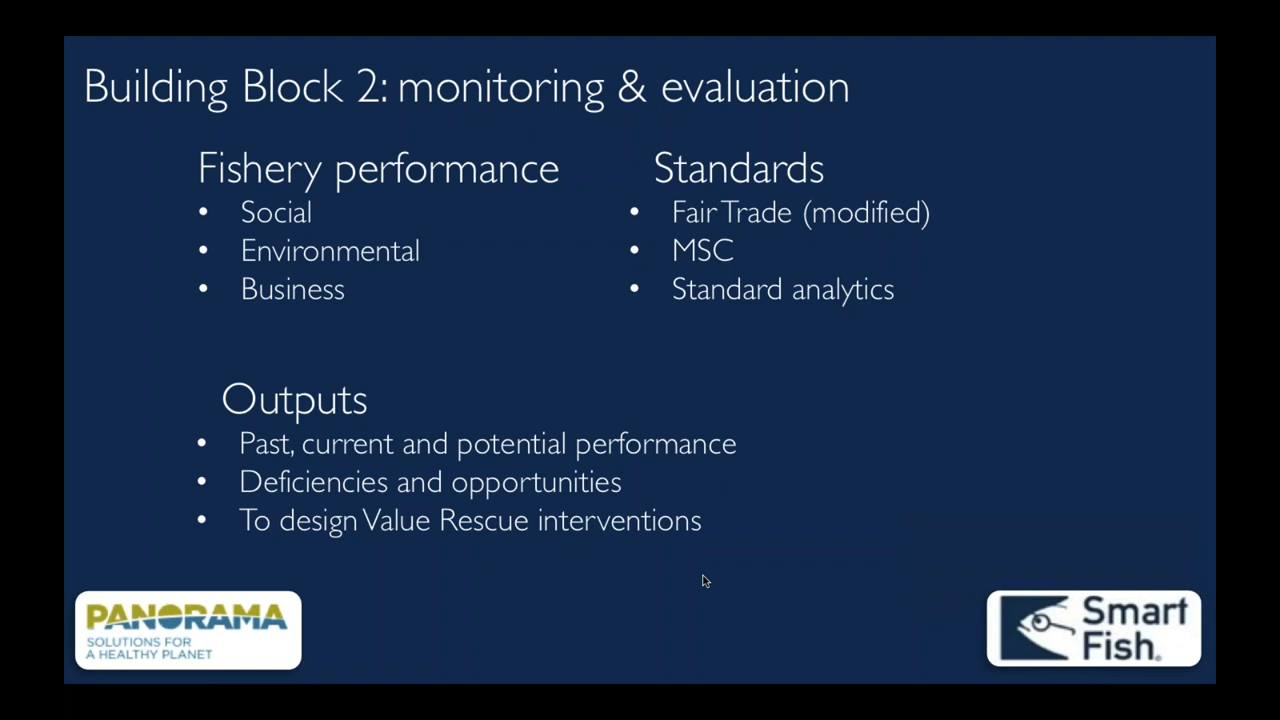 Building Block 2: monitoring & evaluation
Fishery performance
• Social
• Environmental
• Business
Standards
• Fair Trade (modified)
• MSC
• Standard analytics
Outputs
• Past, current and potential performance
• Deficiencies and opportunities
• To design Value Rescue interventions
PANORAMA
SOLUTIONS FOR
A HEALTHY PLANET
Smart
Fish.